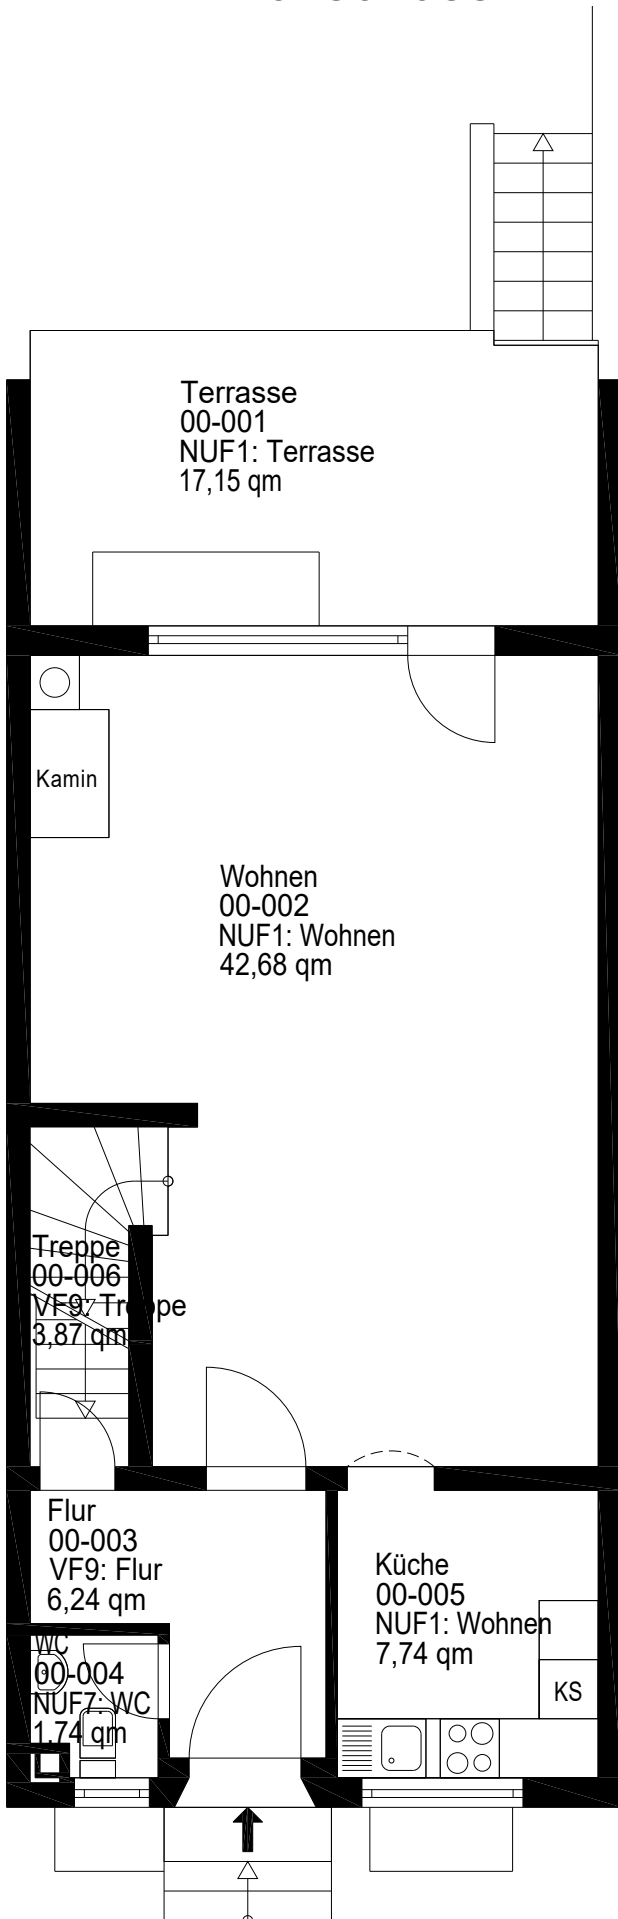 Terrasse
00-001
NUF1: Terrasse
17,15 qm
Kamin
Wohnen
00-002
NUF1: Wohnen
42,68 qm
Treppe
00-006
VF9: Treppe
3,87 qm
Flur
00-003
VF9: Flur
6,24 qm
Küche
00-005
NUF1: Wohnen
7,74 qm
KS
WC
00-004
NUF7: WC
1,74 qm